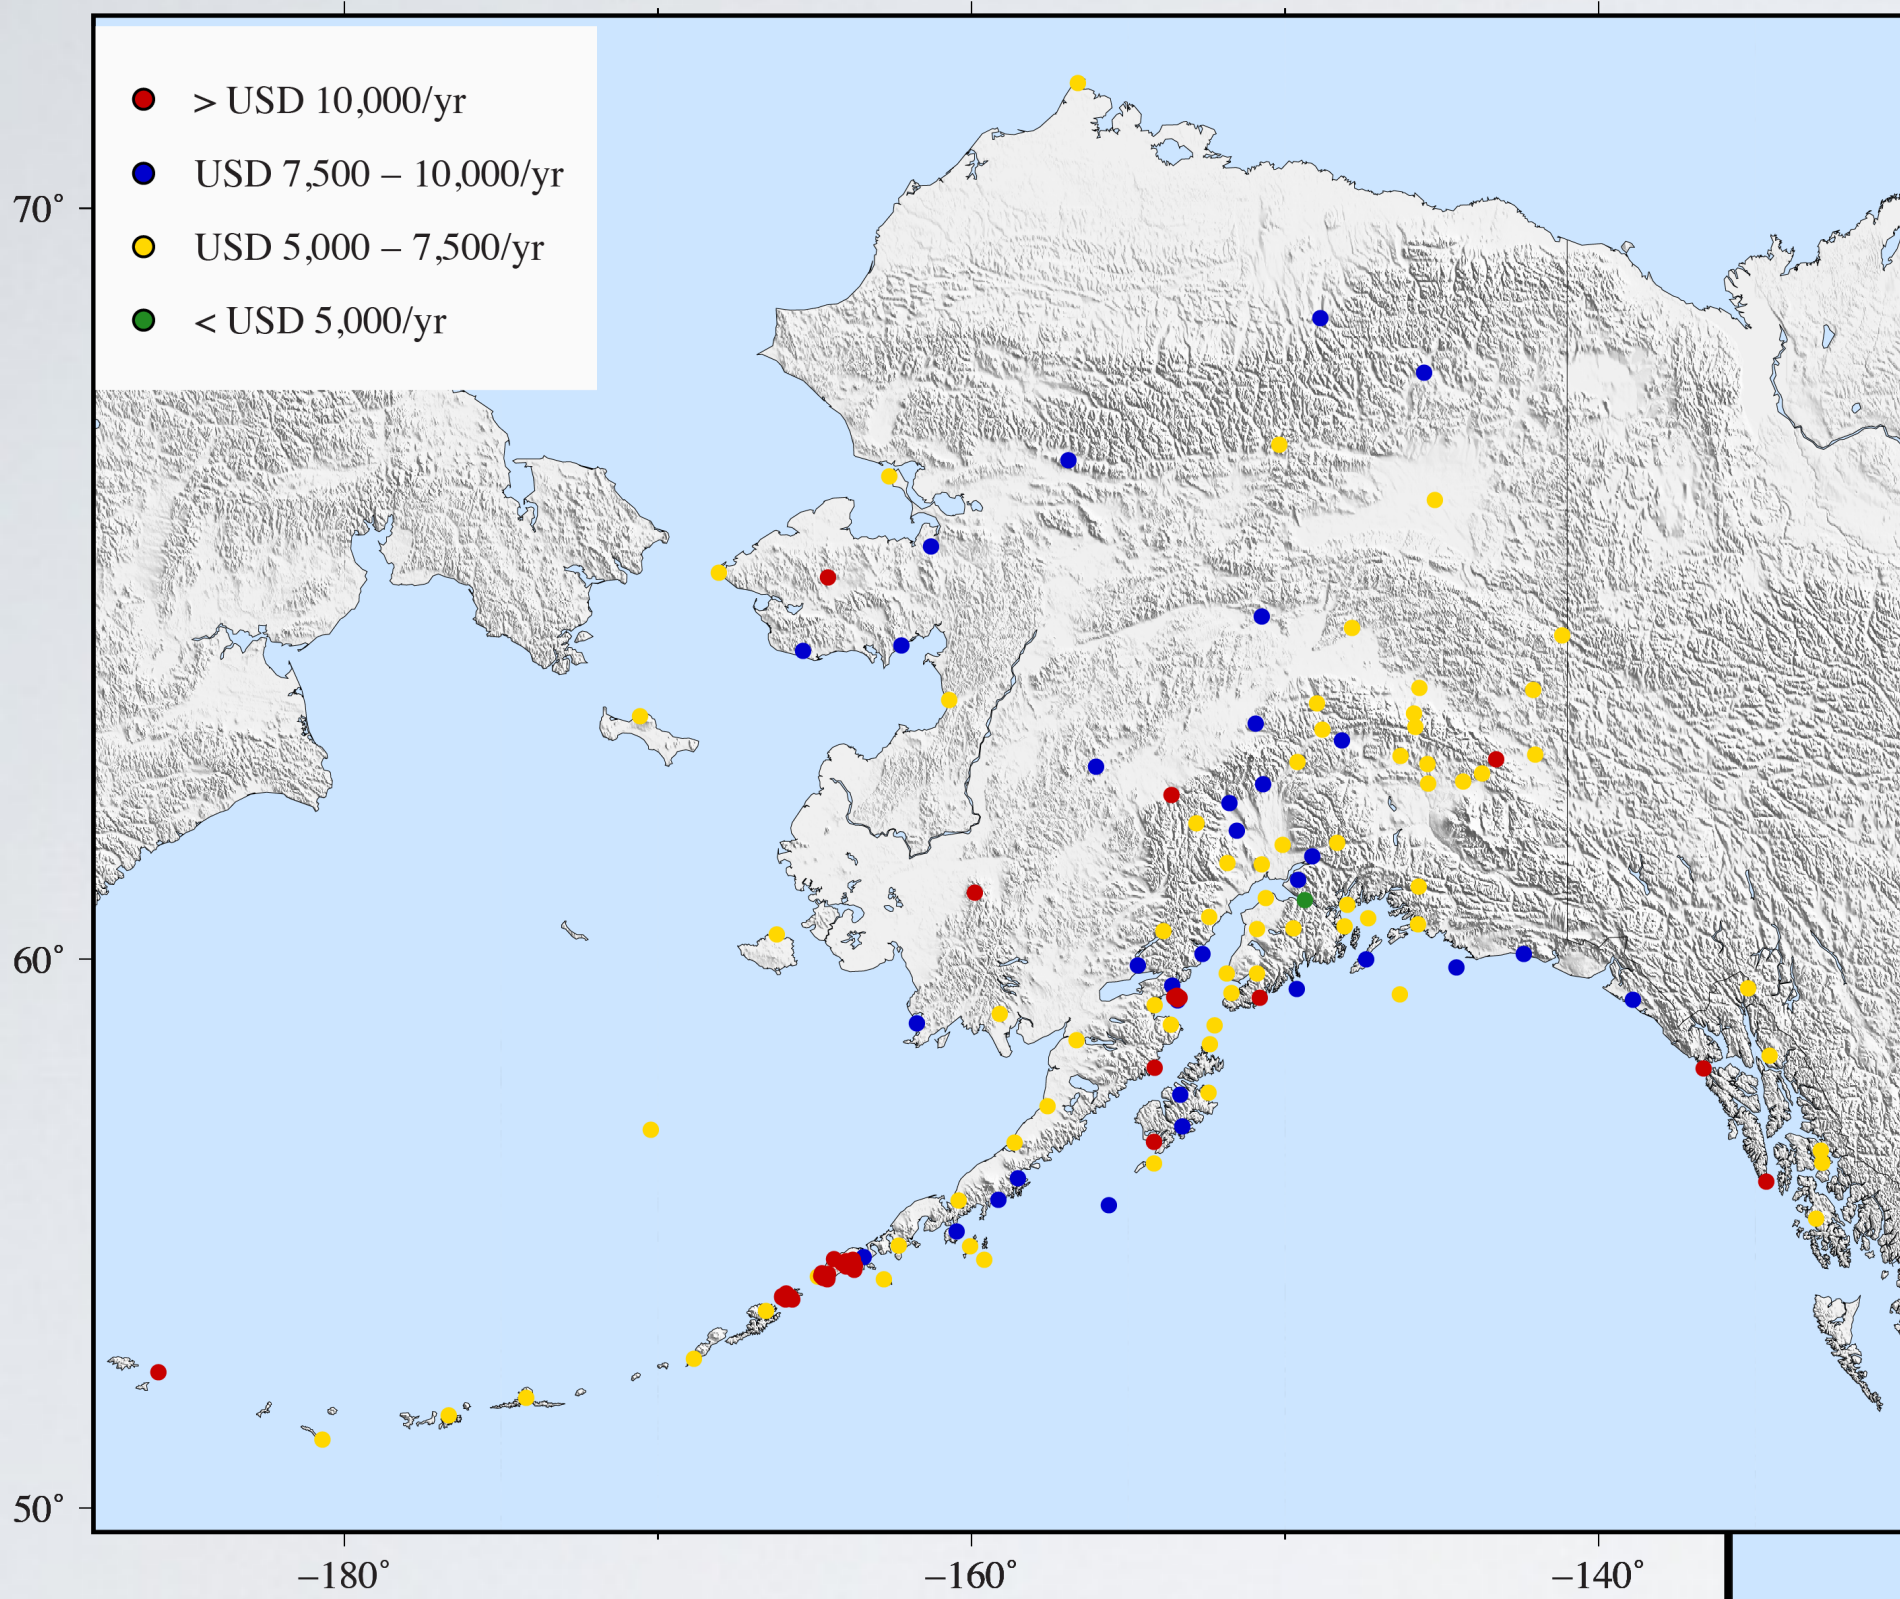 > USD 10,000/yr
USD 7,500 – 10,000/yr
USD 5,000 – 7,500/yr
< USD 5,000/yr
70°
60°
50°
−180° −160° −140°